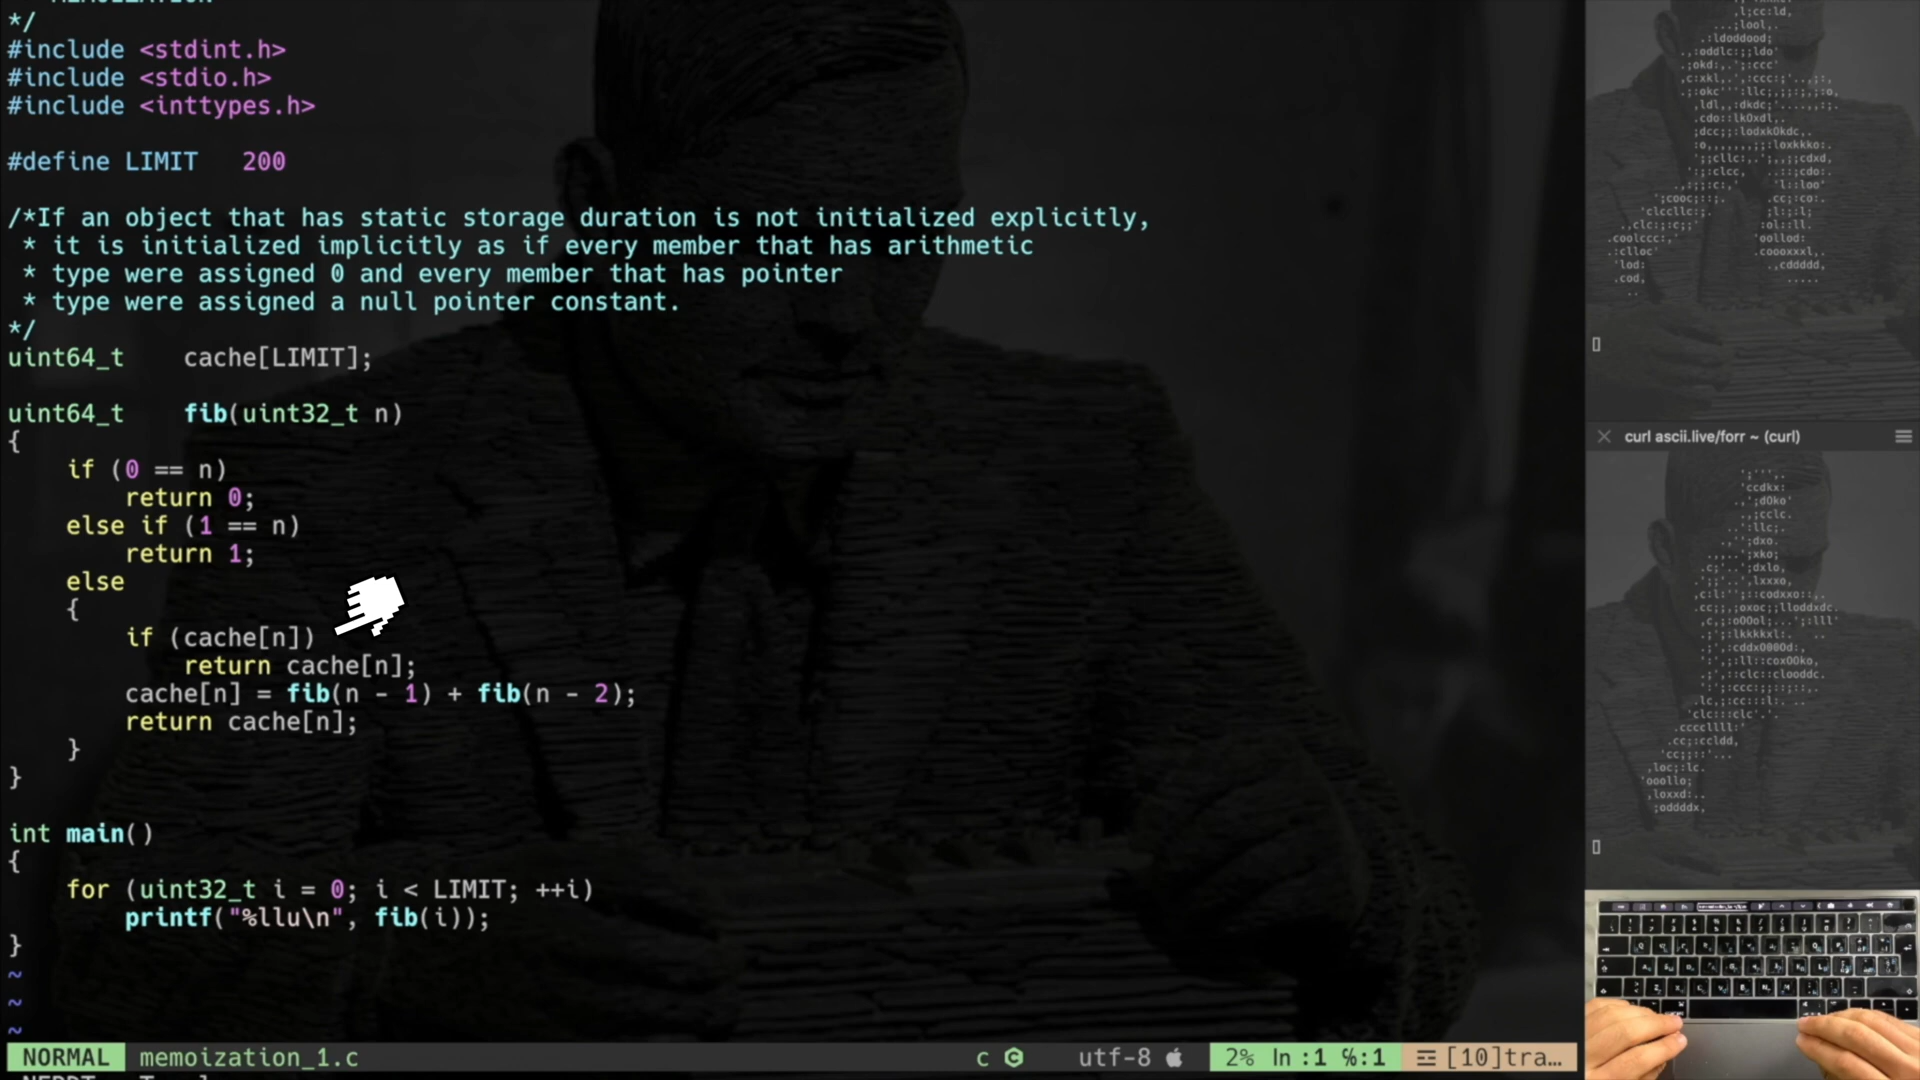 */
#include <stdint.h>
#include <stdio.h>
#include <inttypes.h>
#define LIMIT   200
/*If an object that has static storage duration is not initialized explicitly,
 * it is initialized implicitly as if every member that has arithmetic
 * type were assigned 0 and every member that has pointer
 * type were assigned a null pointer constant.
*/
uint64_t    cache[LIMIT];
uint64_t    fib(uint32_t n)
{
    if (0 == n)
        return 0;
    else if (1 == n)
        return 1;
    else
    {
        if (cache[n])
            return cache[n];
        cache[n] = fib(n - 1) + fib(n - 2);
        return cache[n];
    }
}
int main()
{
    for (uint32_t i = 0; i < LIMIT; ++i)
        printf("%llu\n", fib(i));
}
~
~
~
NORMAL memoization_1.c c utf-8 2% ln :1 %:1 ☲ [10]tra…
curl ascii.live/forr ~ (curl)